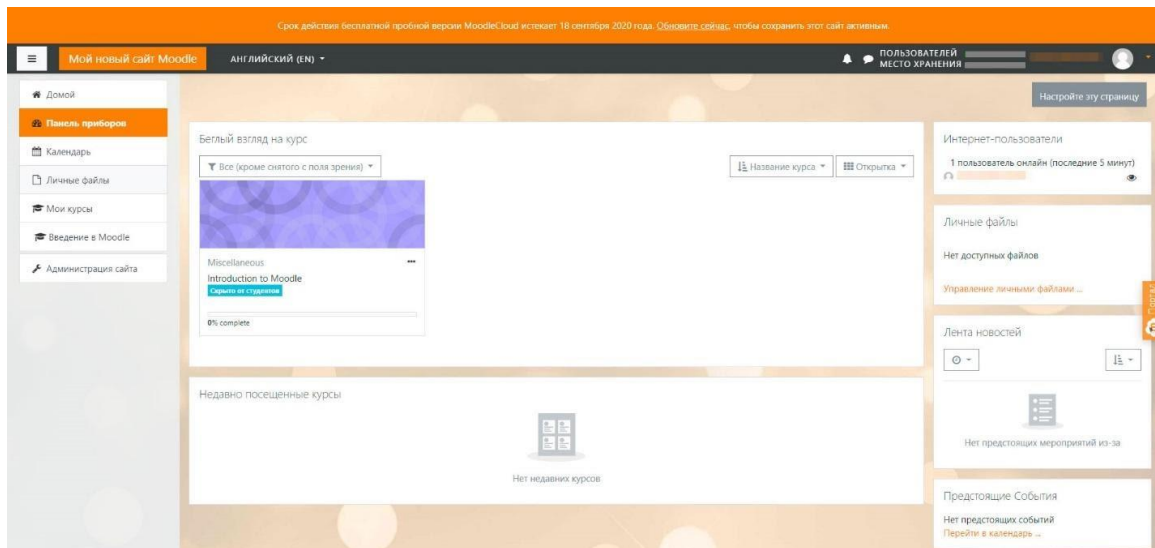 Срок действия бесплатной пробной версии MoodleCloud истекает 18 сентября 2020 года. Обновите сейчас, чтобы сохранить этот сайт активным.
Мой новый сайт Moodle
АНГЛИЙСКИЙ (EN)
ПОЛЬЗОВАТЕЛЕЙ
МЕСТО ХРАНЕНИЯ
Домой
Панель приборов
Календарь
Личные файлы
Мои курсы
Введение в Moodle
Администрация сайта
Настройте эту страницу
Беглый взгляд на курс
Все (кроме снятого с поля зрения)
Название курса
Открытка
Miscellaneous
Introduction to Moodle
Скрыто от студентов
0% complete
Недавно посещенные курсы
Нет недавних курсов
Интернет-пользователи
1 пользователь онлайн (последние 5 минут)
Личные файлы
Нет доступных файлов
Управление личными файлами ...
Портал
Лента новостей
Нет предстоящих мероприятий из-за
Предстоящие События
Нет предстоящих событий
Перейти в календарь ...